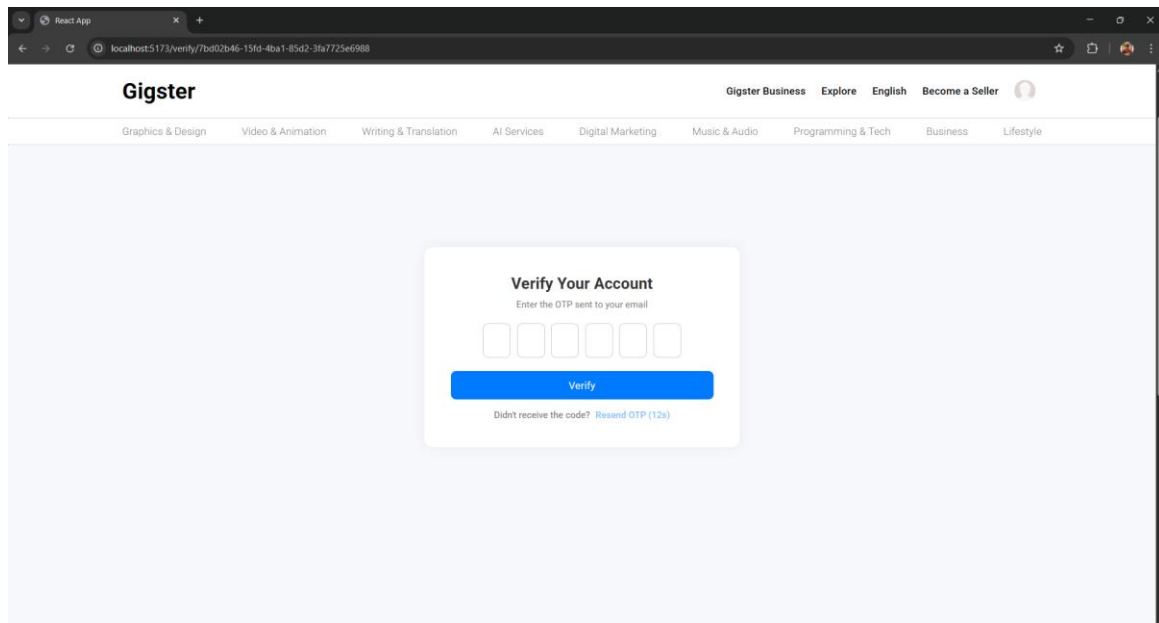 React App
localhost:5173/verify/7bd02b46-15fd-4ba1-85d2-3fa7725e6988
Gigster
Gigster Business Explore English Become a Seller
Graphics & Design Video & Animation Writing & Translation AI Services Digital Marketing Music & Audio Programming & Tech Business Lifestyle
Verify Your Account
Enter the OTP sent to your email
Verify
Didn't receive the code? Resend OTP (12s)